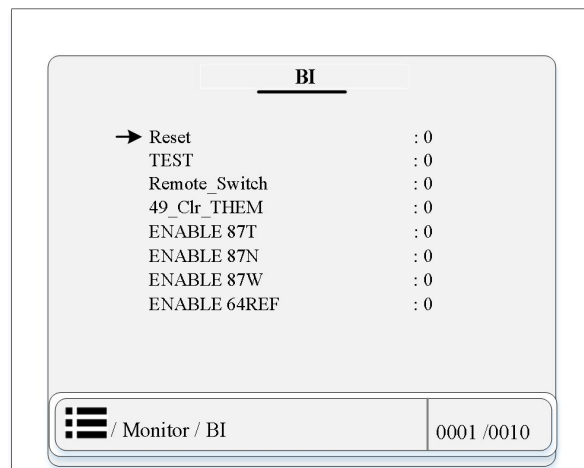 BI
Reset : 0
TEST : 0
Remote_Switch : 0
49_Clr_THEM : 0
ENABLE 87T : 0
ENABLE 87N : 0
ENABLE 87W : 0
ENABLE 64REF : 0
/ Monitor / BI 0001 /0010